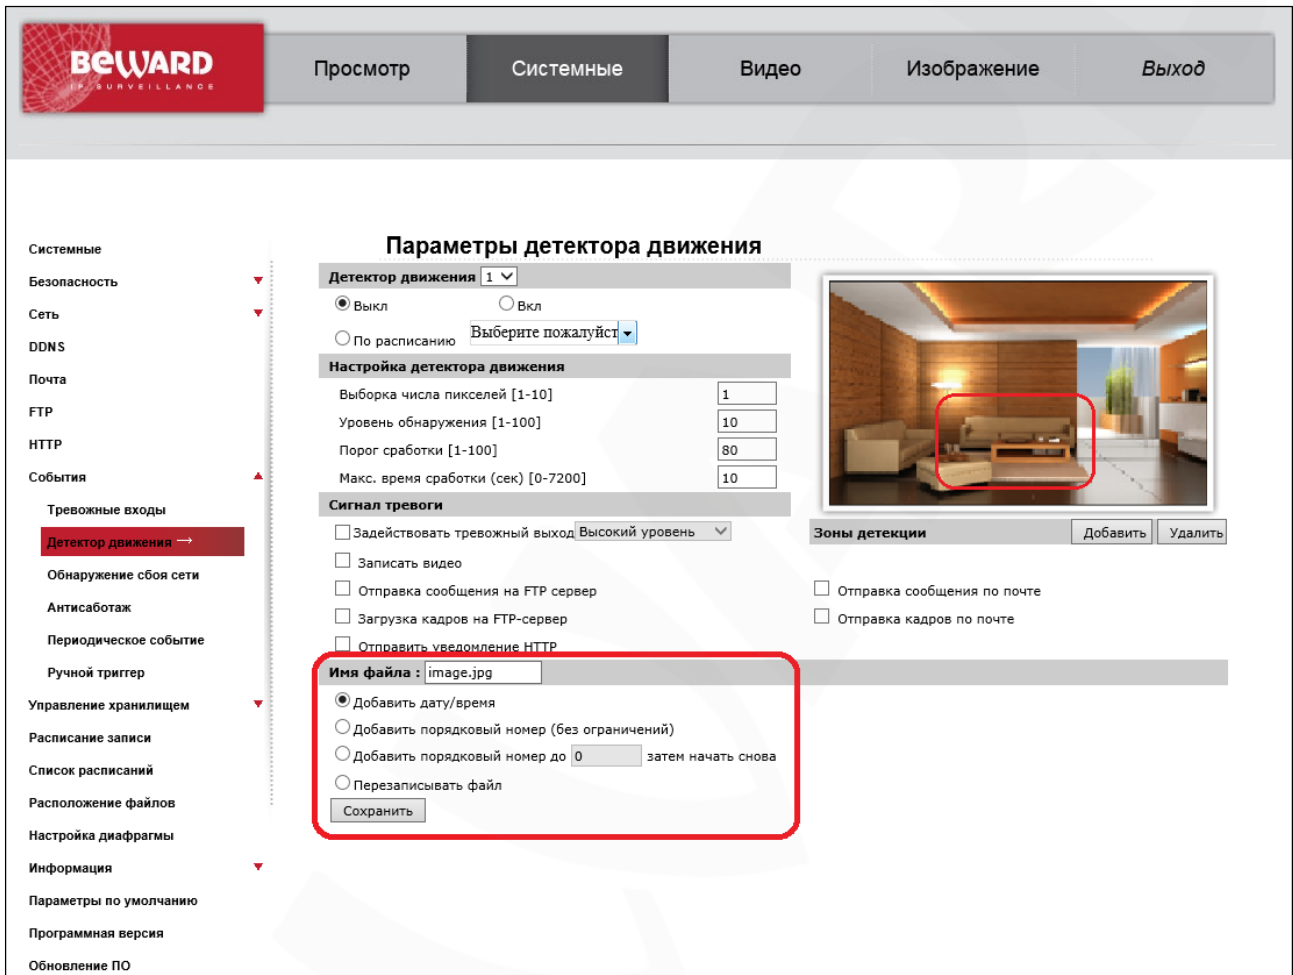 BEWARD
IP SURVEILLANCE
Просмотр
Системные
Видео
Изображение
Выход
Системные
Безопасность
Сеть
DDNS
Почта
FTP
HTTP
События
Тревожные входы
Детектор движения →
Обнаружение сбоя сети
Антисаботаж
Периодическое событие
Ручной триггер
Управление хранилищем
Расписание записи
Список расписаний
Расположение файлов
Настройка диафрагмы
Информация
Параметры по умолчанию
Программная версия
Обновление ПО
Параметры детектора движения
Детектор движения 1
Выкл Вкл
По расписанию Выберите пожалуйст
Настройка детектора движения
Выборка числа пикселей [1-10] 1
Уровень обнаружения [1-100] 10
Порог сработки [1-100] 80
Макс. время сработки (сек) [0-7200] 10
Сигнал тревоги
Задействовать тревожный выход Высокий уровень
Зоны детекции Добавить Удалить
Записать видео
Отправка сообщения на FTP сервер Отправка сообщения по почте
Загрузка кадров на FTP-сервер Отправка кадров по почте
Отправить уведомление HTTP
Имя файла : image.jpg
Добавить дату/время
Добавить порядковый номер (без ограничений)
Добавить порядковый номер до 0 затем начать снова
Перезаписывать файл
Сохранить